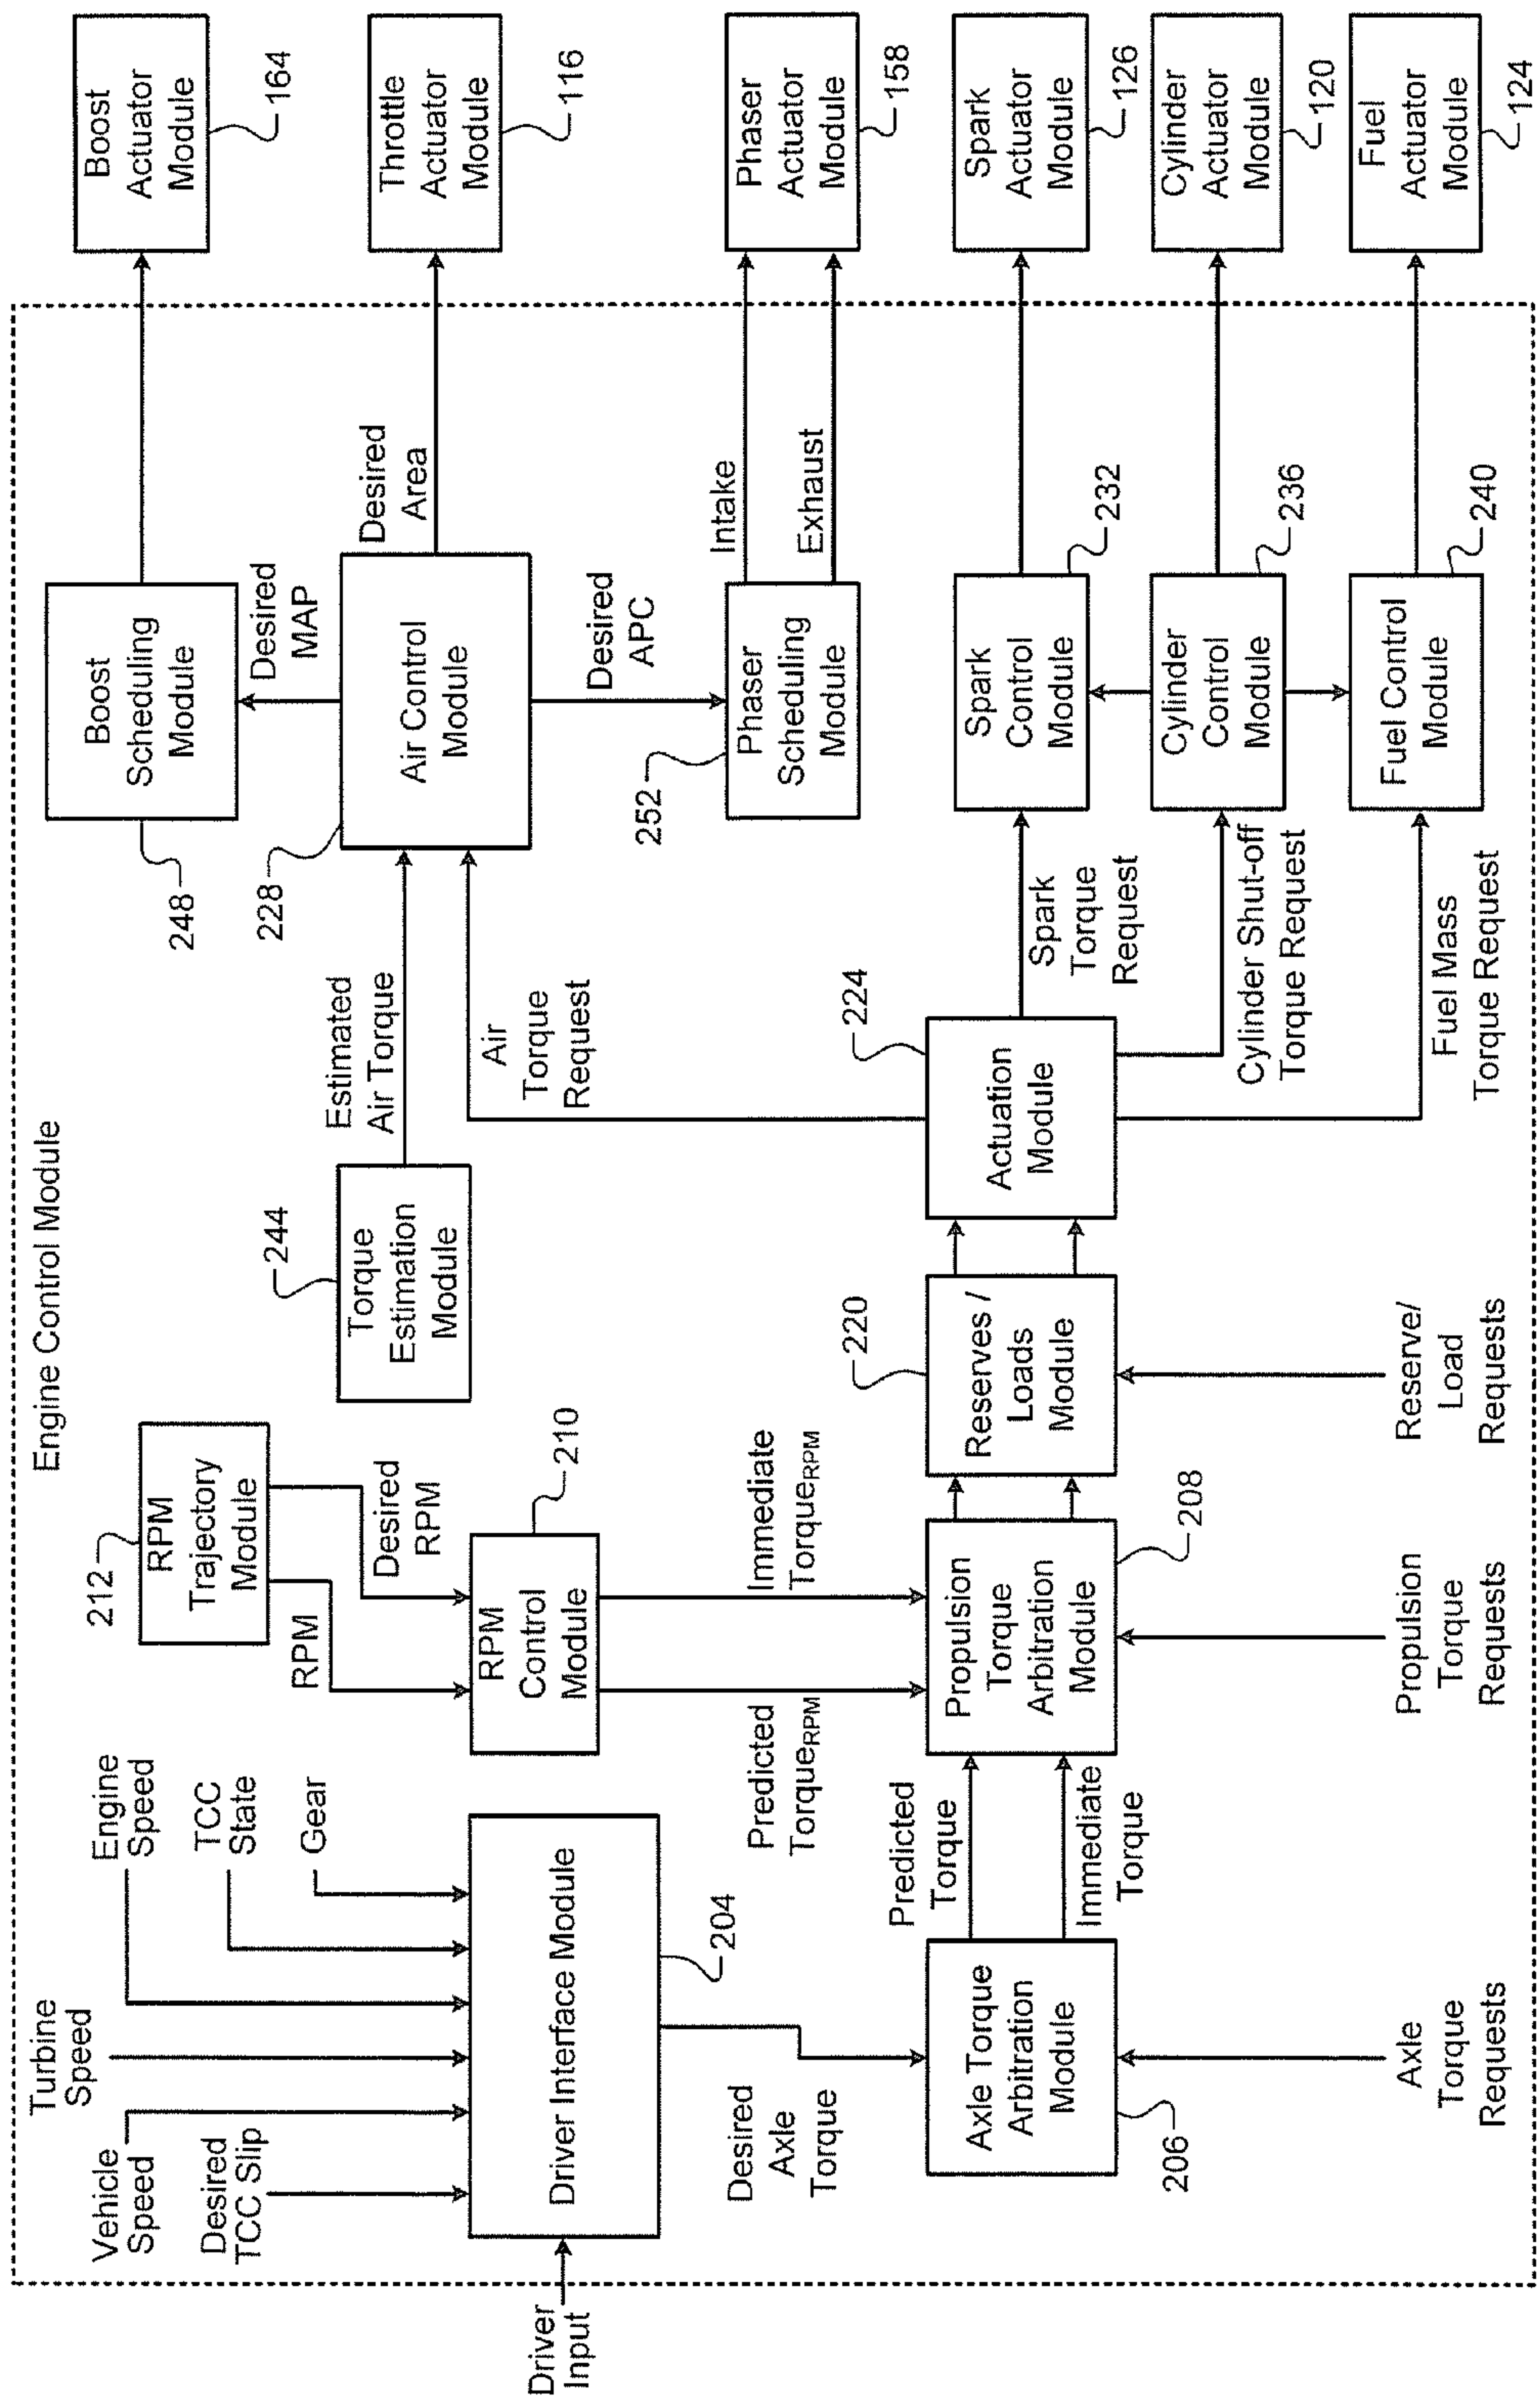 Engine Control Module
Driver
Input
Vehicle
Speed
Desired
TCC Slip
Turbine
Speed
Engine
Speed
TCC
State
Gear
Driver Interface Module
204
Desired
Axle
Torque
Axle Torque
Arbitration
Module
206
Axle
Torque
Requests
Predicted
Torque
Immediate
Torque
212
RPM
Trajectory
Module
RPM
Desired
RPM
RPM
Control
Module
210
Predicted
TorqueRPM
Immediate
TorqueRPM
Propulsion
Torque
Arbitration
Module
208
Propulsion
Torque
Requests
220
Reserves /
Loads
Module
Reserve/
Load
Requests
244
Torque
Estimation
Module
Estimated
Air Torque
Air
Torque
Request
224
Actuation
Module
Spark
Torque
Request
Cylinder Shut-off
Torque Request
Fuel Mass
Torque Request
248
Boost
Scheduling
Module
Desired
MAP
228
Air Control
Module
Desired
Area
Desired
APC
252
Phaser
Scheduling
Module
Intake
Exhaust
Spark
Control
Module
232
Cylinder
Control
Module
236
Fuel Control
Module
240
Boost
Actuator
Module
164
Throttle
Actuator
Module
116
Phaser
Actuator
Module
158
Spark
Actuator
Module
126
Cylinder
Actuator
Module
120
Fuel
Actuator
Module
124